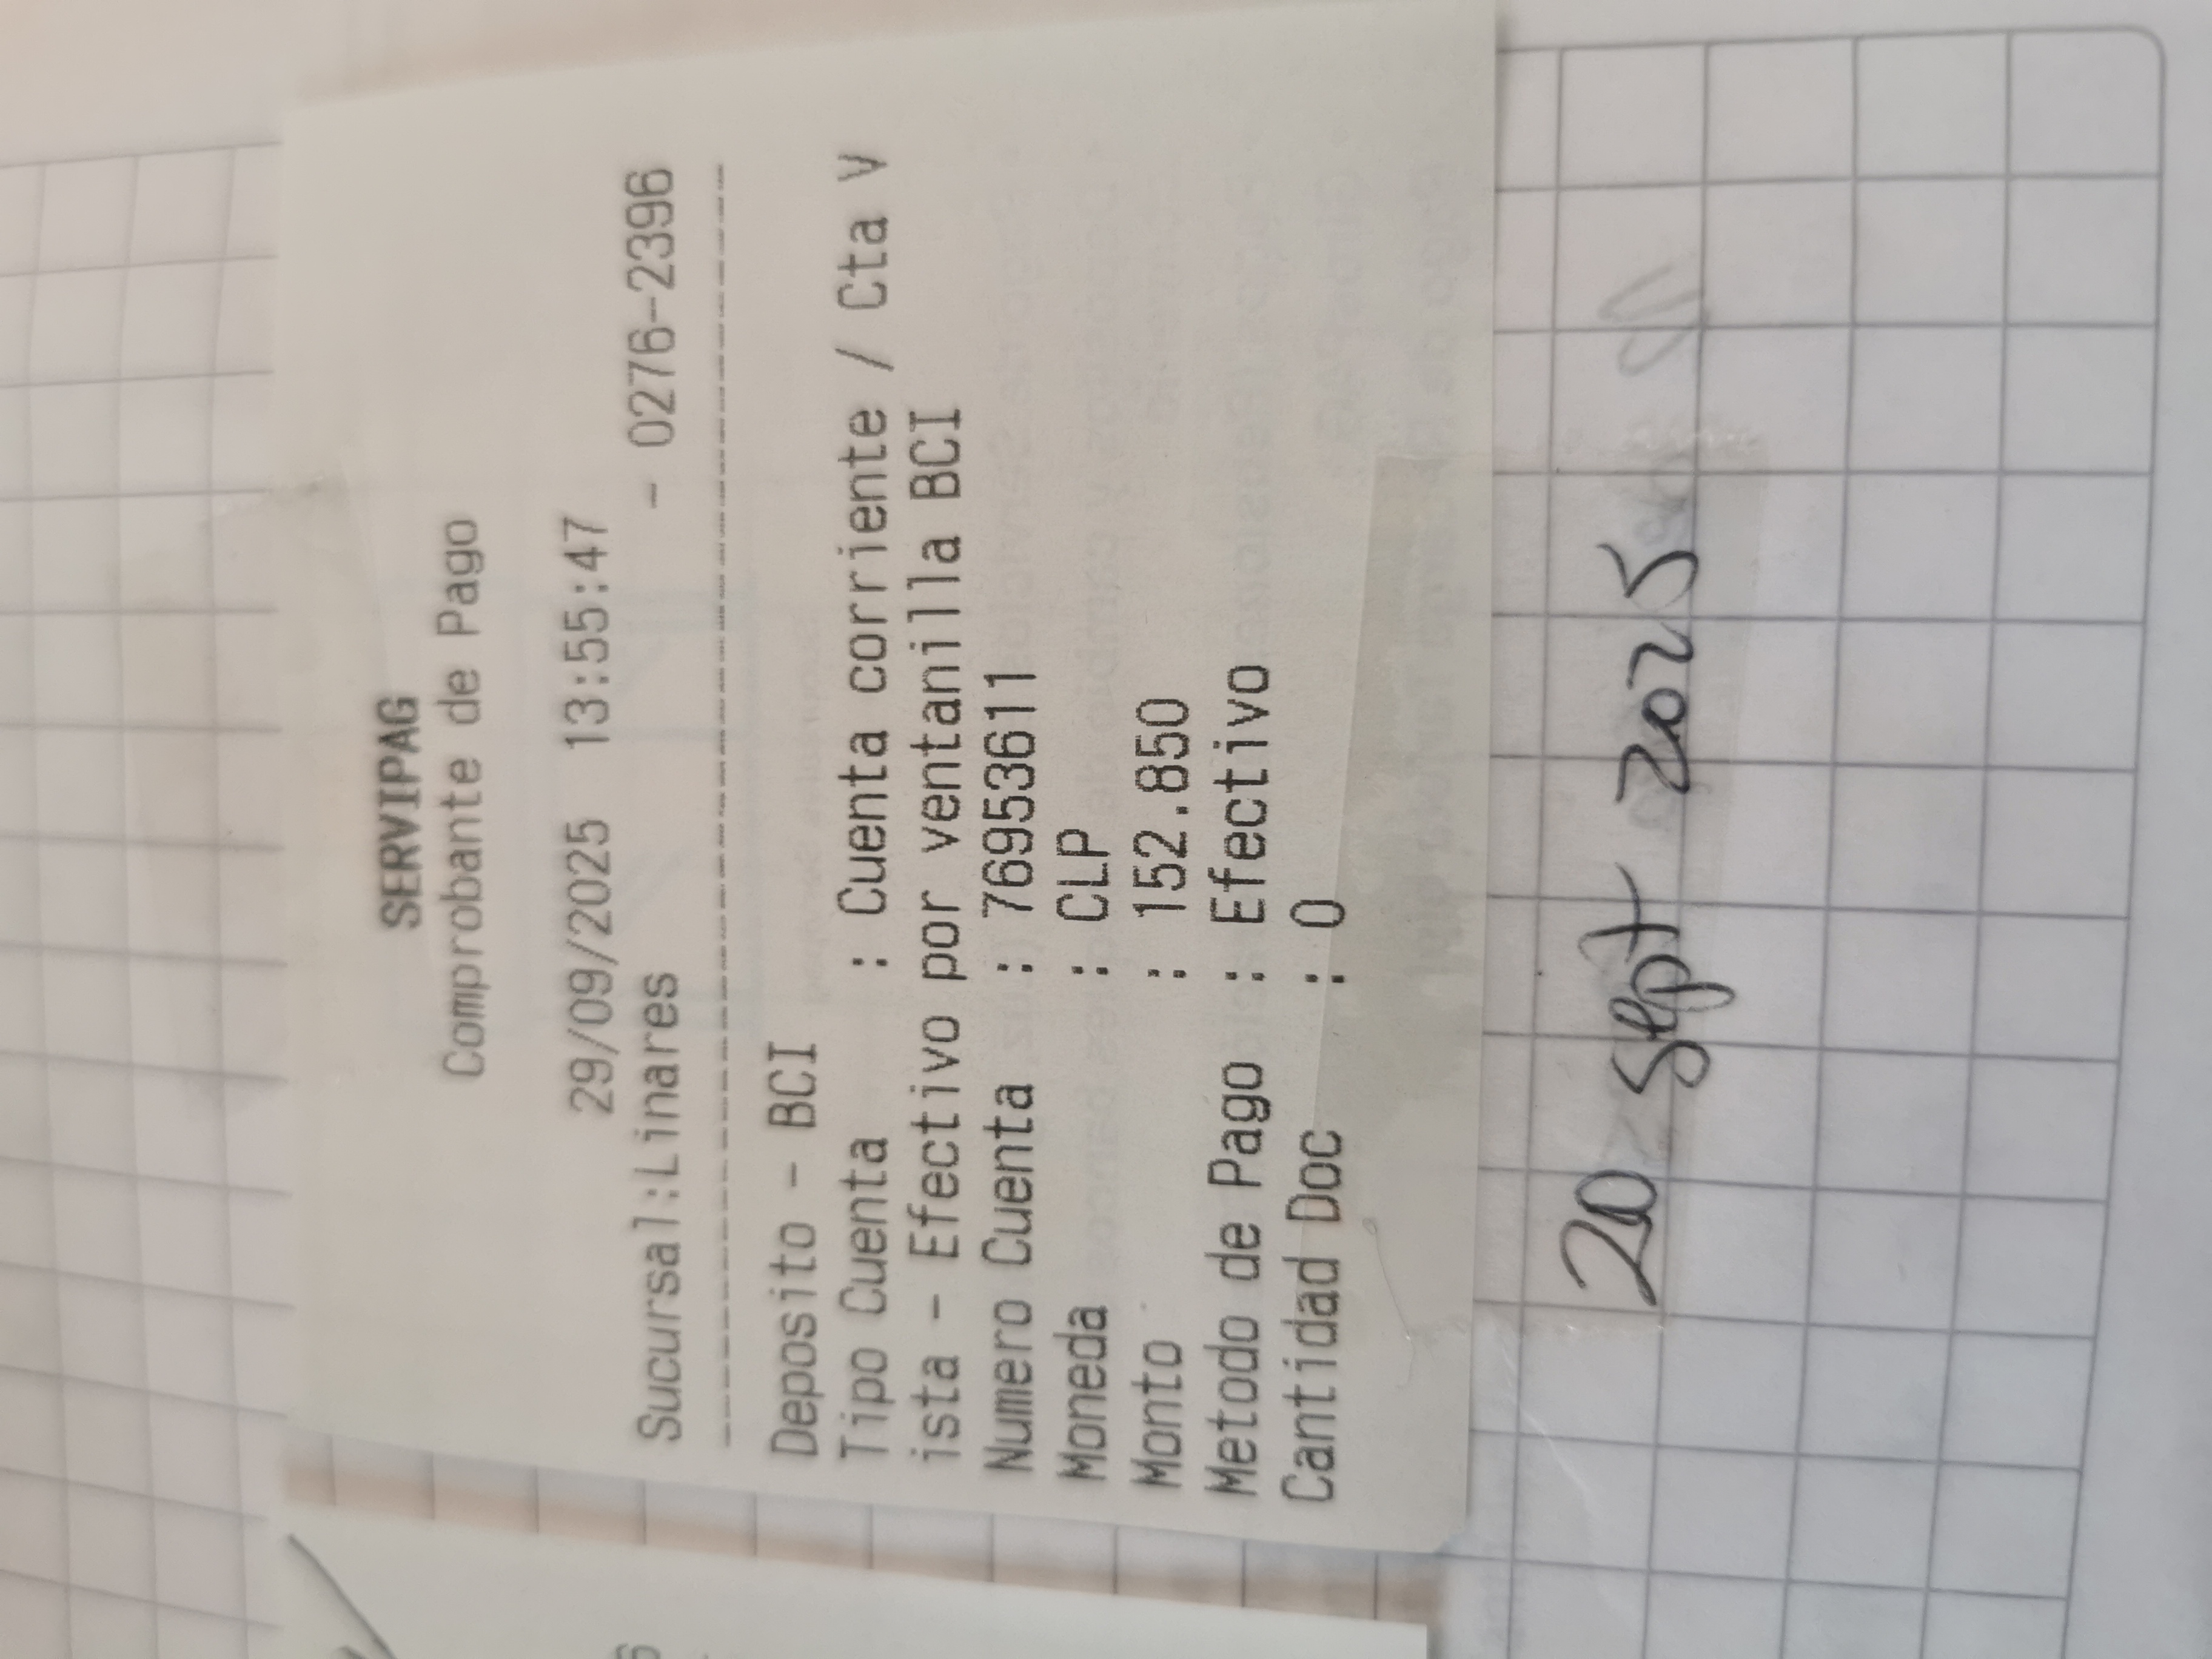 SERVIPAG
Comprobante de Pago
29/09/2025 13:55:47
Sucursal:Linares - 0276-2396
Deposito - BCI
Tipo Cuenta : Cuenta corriente / Cta V
ista - Efectivo por ventanilla BCI
Numero Cuenta : 76953611
Moneda : CLP
Monto : 152.850
Metodo de Pago : Efectivo
Cantidad Doc : 0
20 sept 2025